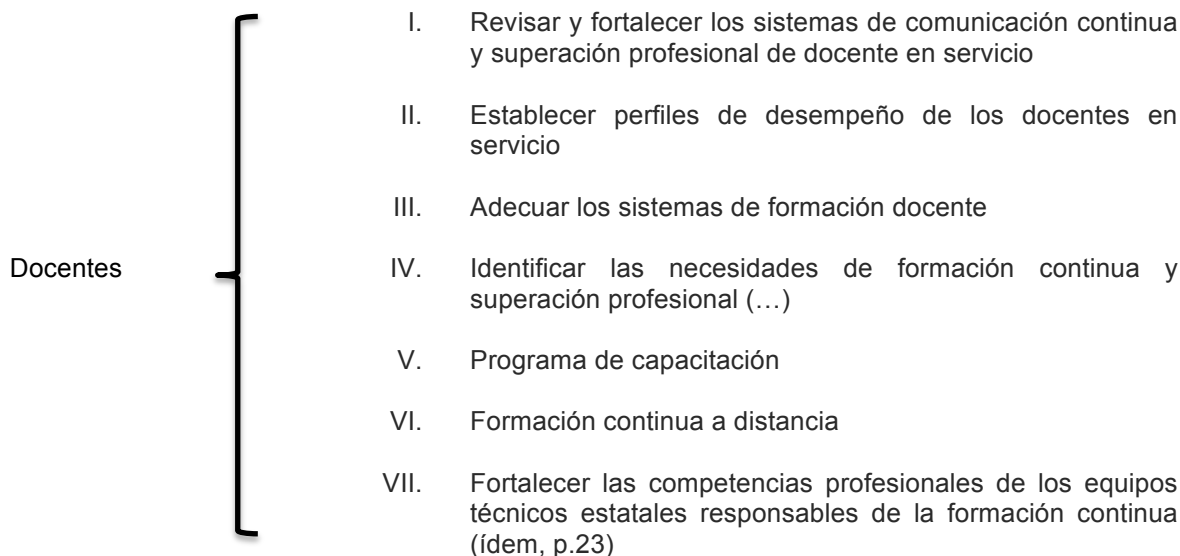 I. Revisar y fortalecer los sistemas de comunicación continua
y superación profesional de docente en servicio
II. Establecer perfiles de desempeño de los docentes en
servicio
III. Adecuar los sistemas de formación docente
Docentes
IV. Identificar las necesidades de formación continua y
superación profesional (…)
V. Programa de capacitación
VI. Formación continua a distancia
VII. Fortalecer las competencias profesionales de los equipos
técnicos estatales responsables de la formación continua
(ídem, p.23)